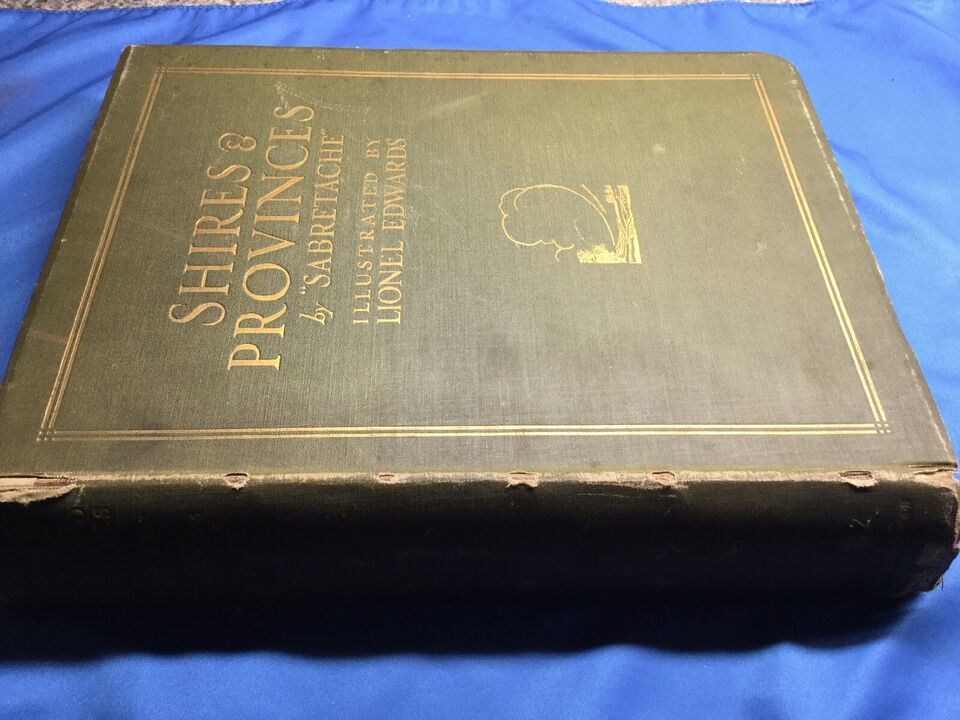 SHIRES &
PROVINCES
by "SABRETACHE"
ILLUSTRATED BY
LIONEL EDWARDS